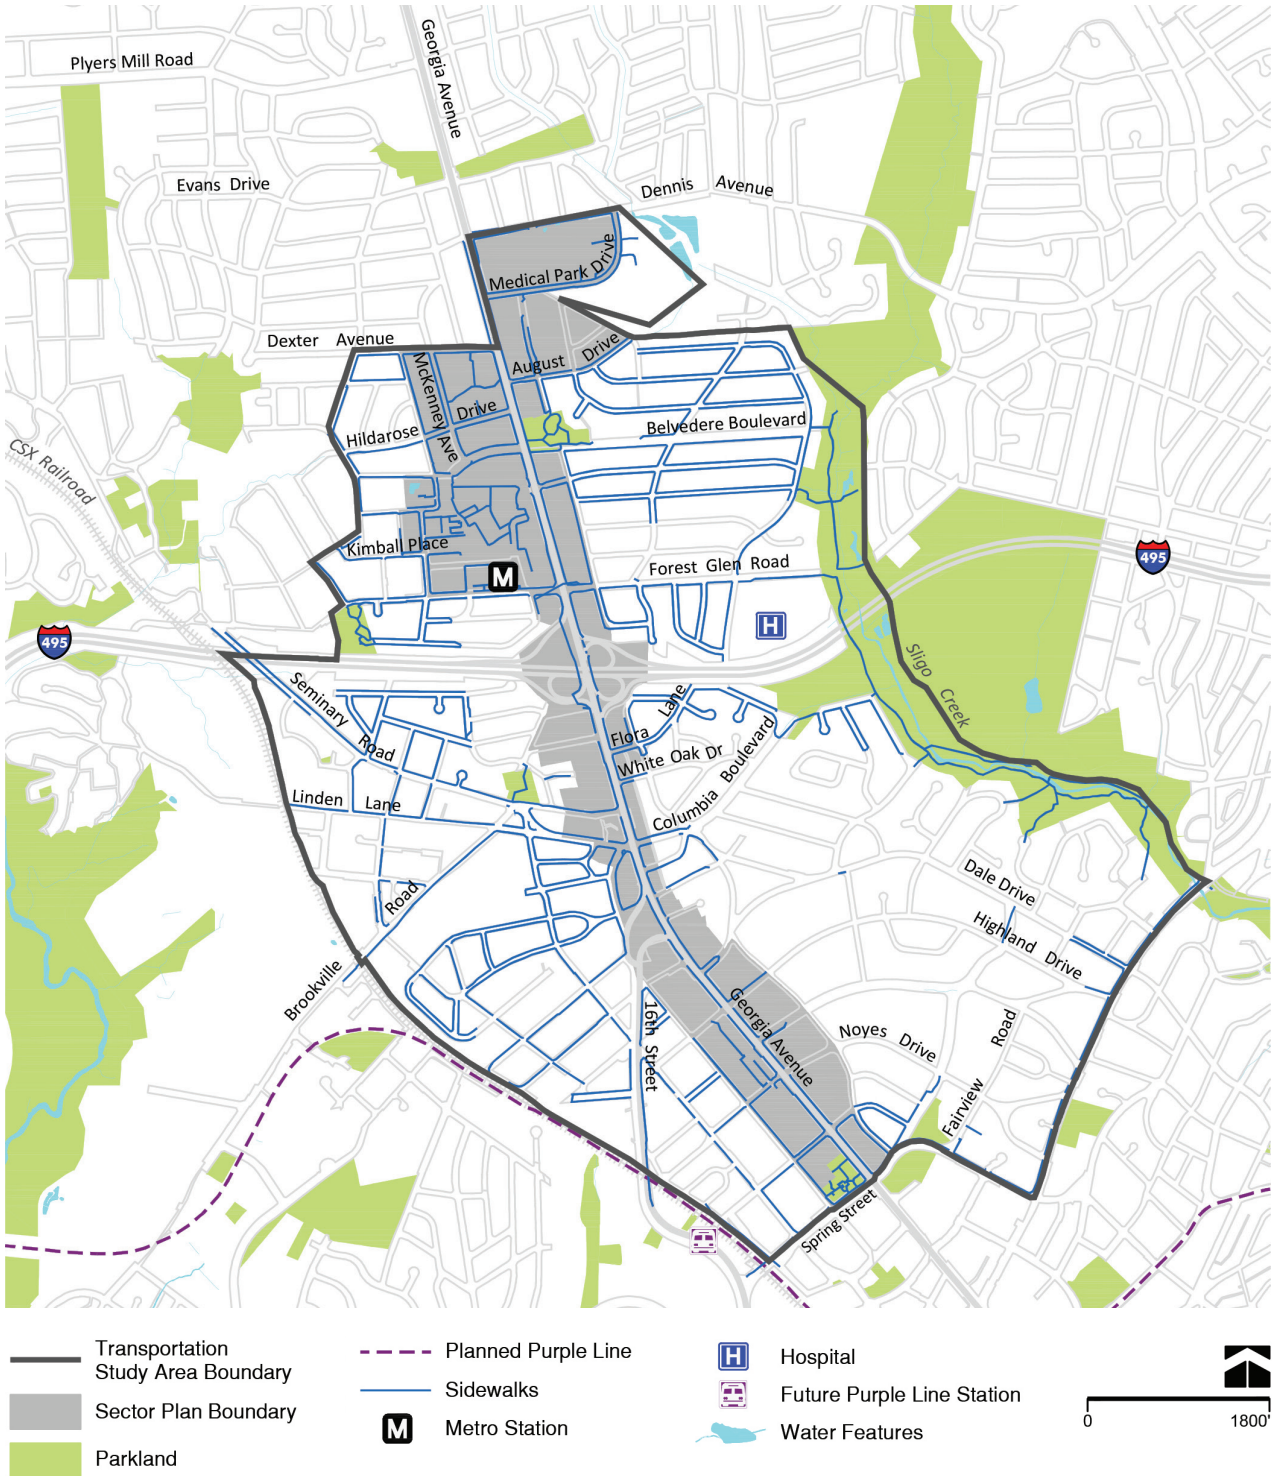 Georgia Avenue
Plyers Mill Road
Evans Drive
Dennis Avenue
Medical Park Drive
Dexter Avenue
August Drive
McKenney Ave
Hildarose Drive
Belvedere Boulevard
CSX Railroad
Kimball Place
M
Forest Glen Road
495
H
495
Sligo Creek
Seminary Road
Flora Lane
White Oak Dr
Columbia Boulevard
Linden Lane
Dale Drive
Highland Drive
Brookville Road
16th Street
Georgia Avenue
Noyes Drive
Fairview Road
Spring Street
Transportation
Study Area Boundary
Sector Plan Boundary
Parkland
Planned Purple Line
Sidewalks
M Metro Station
H Hospital
Future Purple Line Station
Water Features
0 1800'